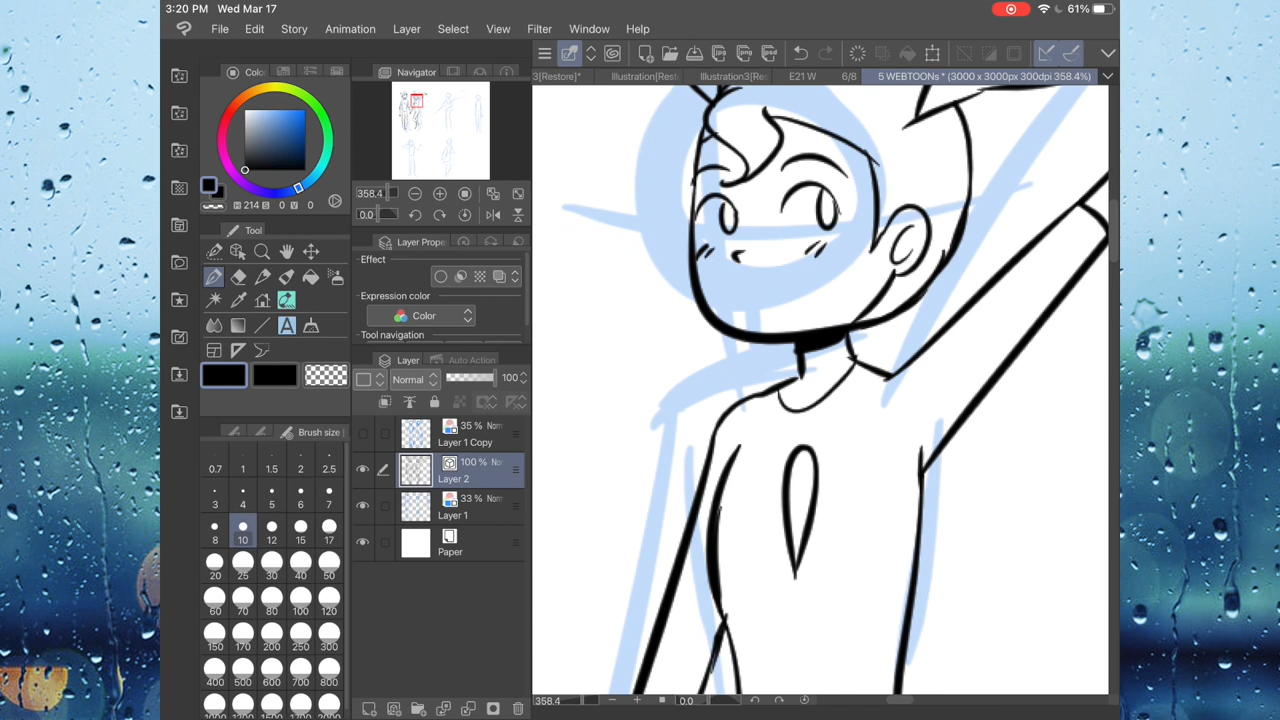 3:20 PM Wed Mar 17 61%
File Edit Story Animation Layer Select View Filter Window Help
Colo Navigator
3[Restore]* Illustration[Rest Illustration3[Re: E21 W 6/8 5 WEBTOONs * (3000 x 3000px 300dpi 358.4%)
358.4
0.0
H 214 S 0 V 0
Tool
Layer Prope
Effect
Expression color
Color
Tool navigation
Layer Auto Action
Normal 100
35 % Nor
Layer 1 Copy
100 % No
Layer 2
33 % Nor
Layer 1
Paper
Brush size
0.7 1 1.5 2 2.5
3 4 5 6 7
8 10 12 15 17
20 25 30 40 50
60 70 80 100 120
150 170 200 250 300
400 500 600 700 800
1000 1200 1500 1700 2000
358.4 0.0